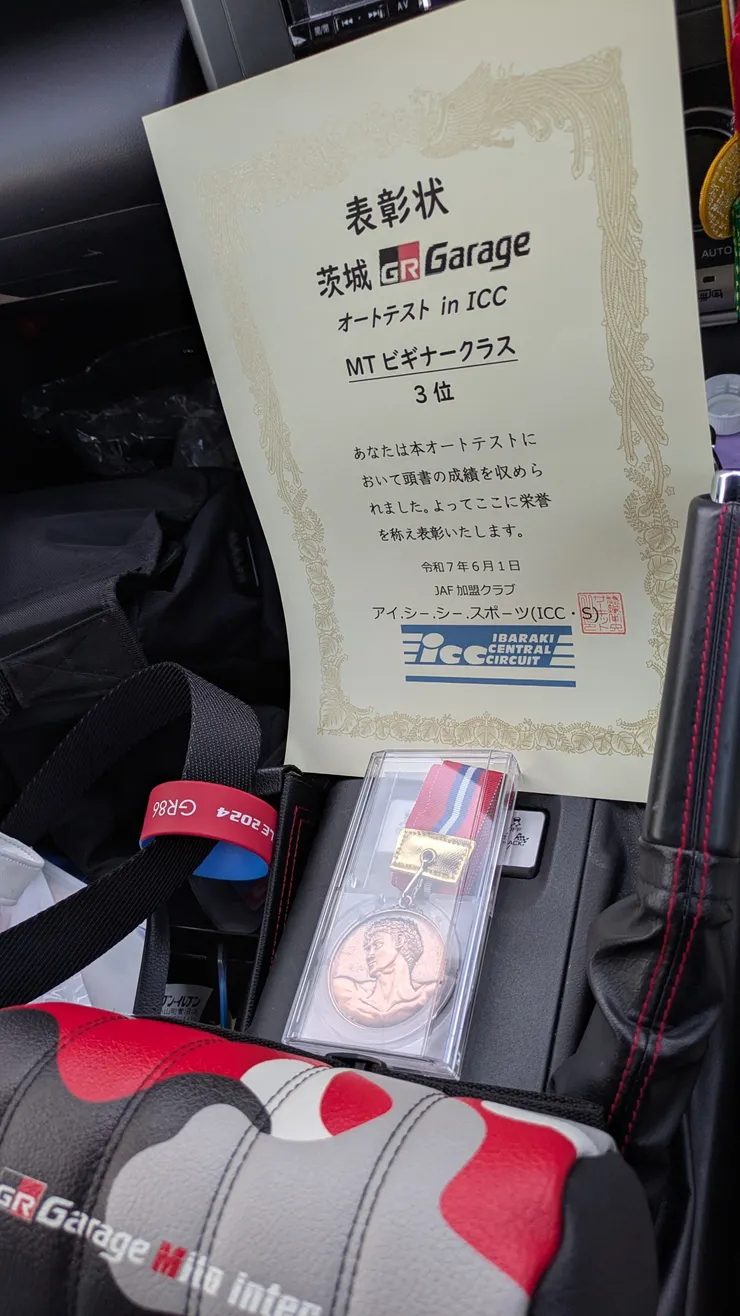 AV
表彰状
茨城 GR Garage
オートテスト in ICC
MT ビギナークラス
3位
あなたは本オートテストに
おいて頭書の成績を収めら
れました。よってここに栄誉
を称え表彰いたします。
令和7年6月1日
JAF 加盟クラブ
アイ.シー.シー.スポーツ(ICC・S)
icc IBARAKI
CENTRAL
CIRCUIT
AUTO
GR86
LE 2024
GR Garage Mito inter